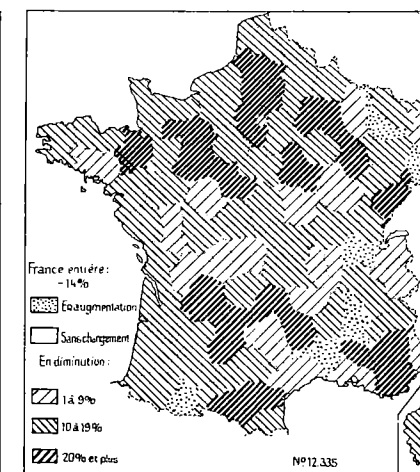 France entière:
-14%
En augmentation
Sans changement
En diminution:
1 à 9%
10 à 19%
20% et plus
N° 12.335